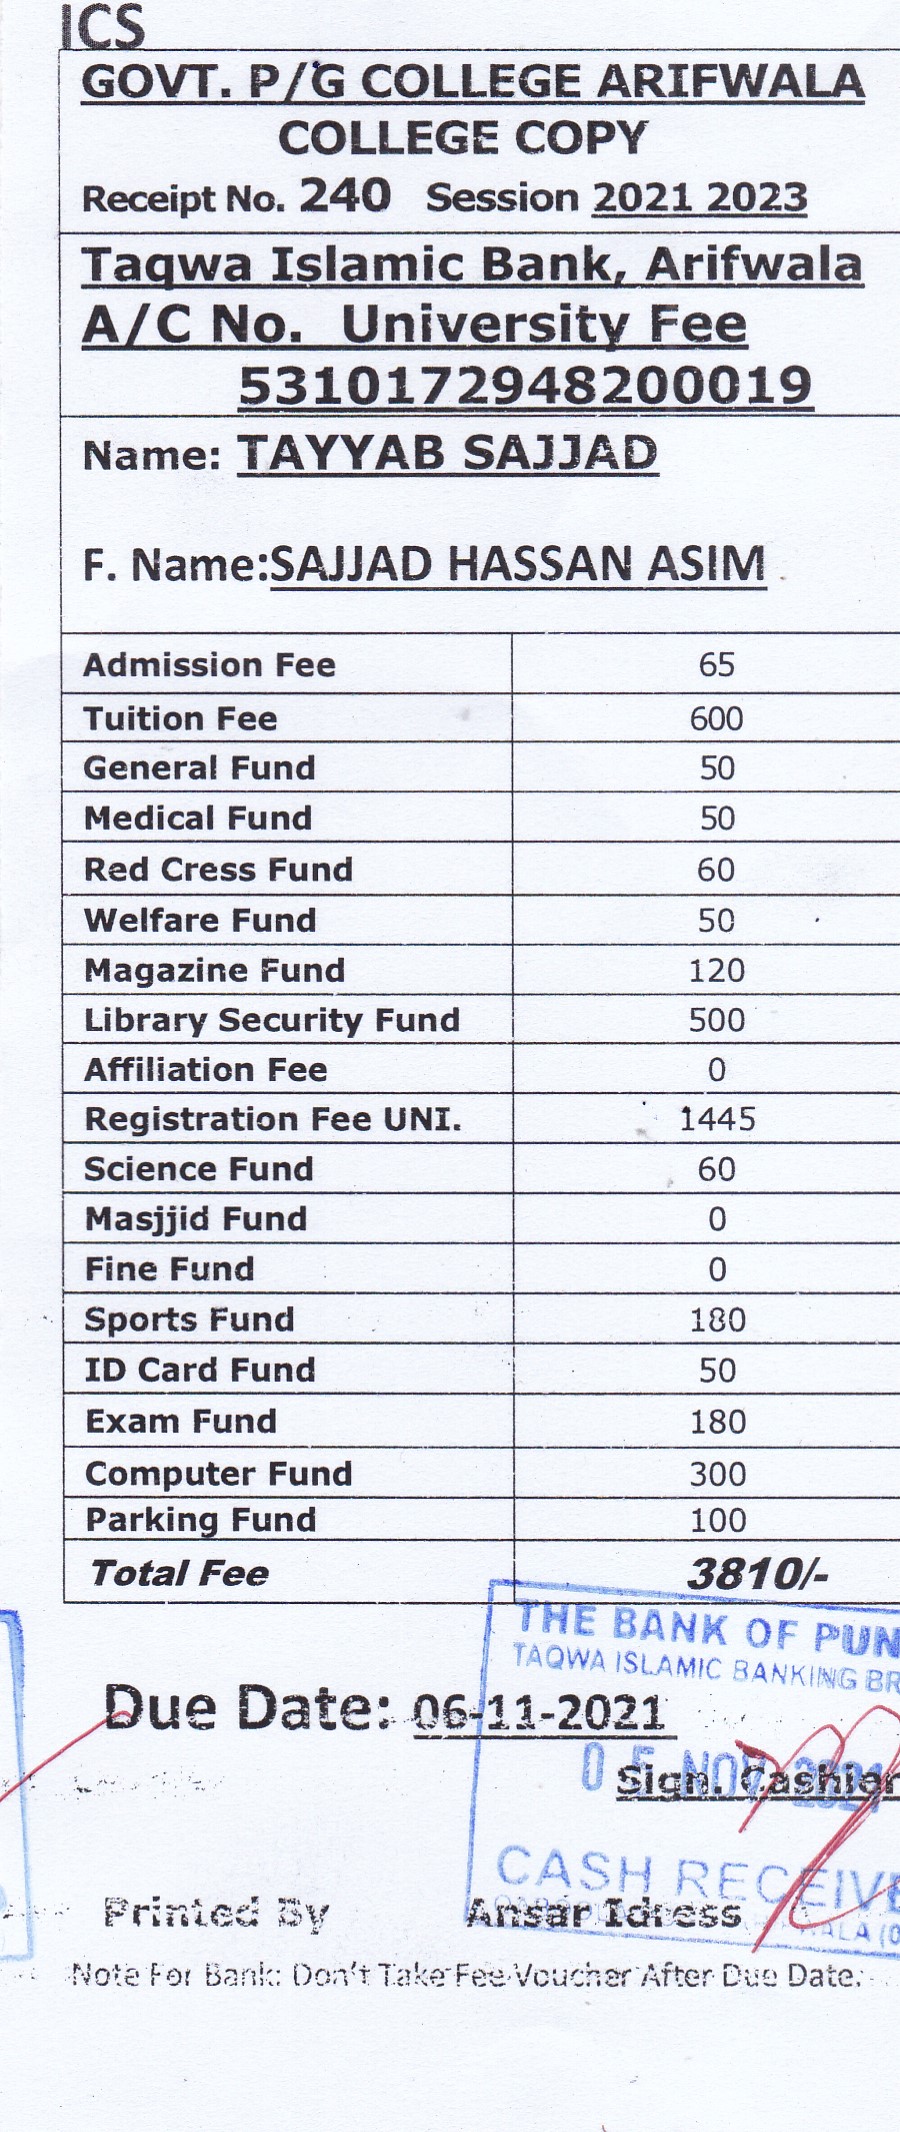 ICS
GOVT. P/G COLLEGE ARIFWALA
COLLEGE COPY
Receipt No. 240 Session 2021 2023
Taqwa Islamic Bank, Arifwala
A/C No. University Fee
5310172948200019
Name: TAYYAB SAJJAD
F. Name:SAJJAD HASSAN ASIM
Admission Fee 65
Tuition Fee 600
General Fund 50
Medical Fund 50
Red Cress Fund 60
Welfare Fund 50
Magazine Fund 120
Library Security Fund 500
Affiliation Fee 0
Registration Fee UNI. 1445
Science Fund 60
Masjjid Fund 0
Fine Fund 0
Sports Fund 180
ID Card Fund 50
Exam Fund 180
Computer Fund 300
Parking Fund 100
Total Fee 3810/-
THE BANK OF PUN
TAQWA ISLAMIC BANKING BR
Due Date: 06-11-2021
05 NOV 2021
Sign. Cashier
CASH RECEIVE
Printed By Ansar Idress
Note For Bank: Don't Take Fee Voucher After Due Date.